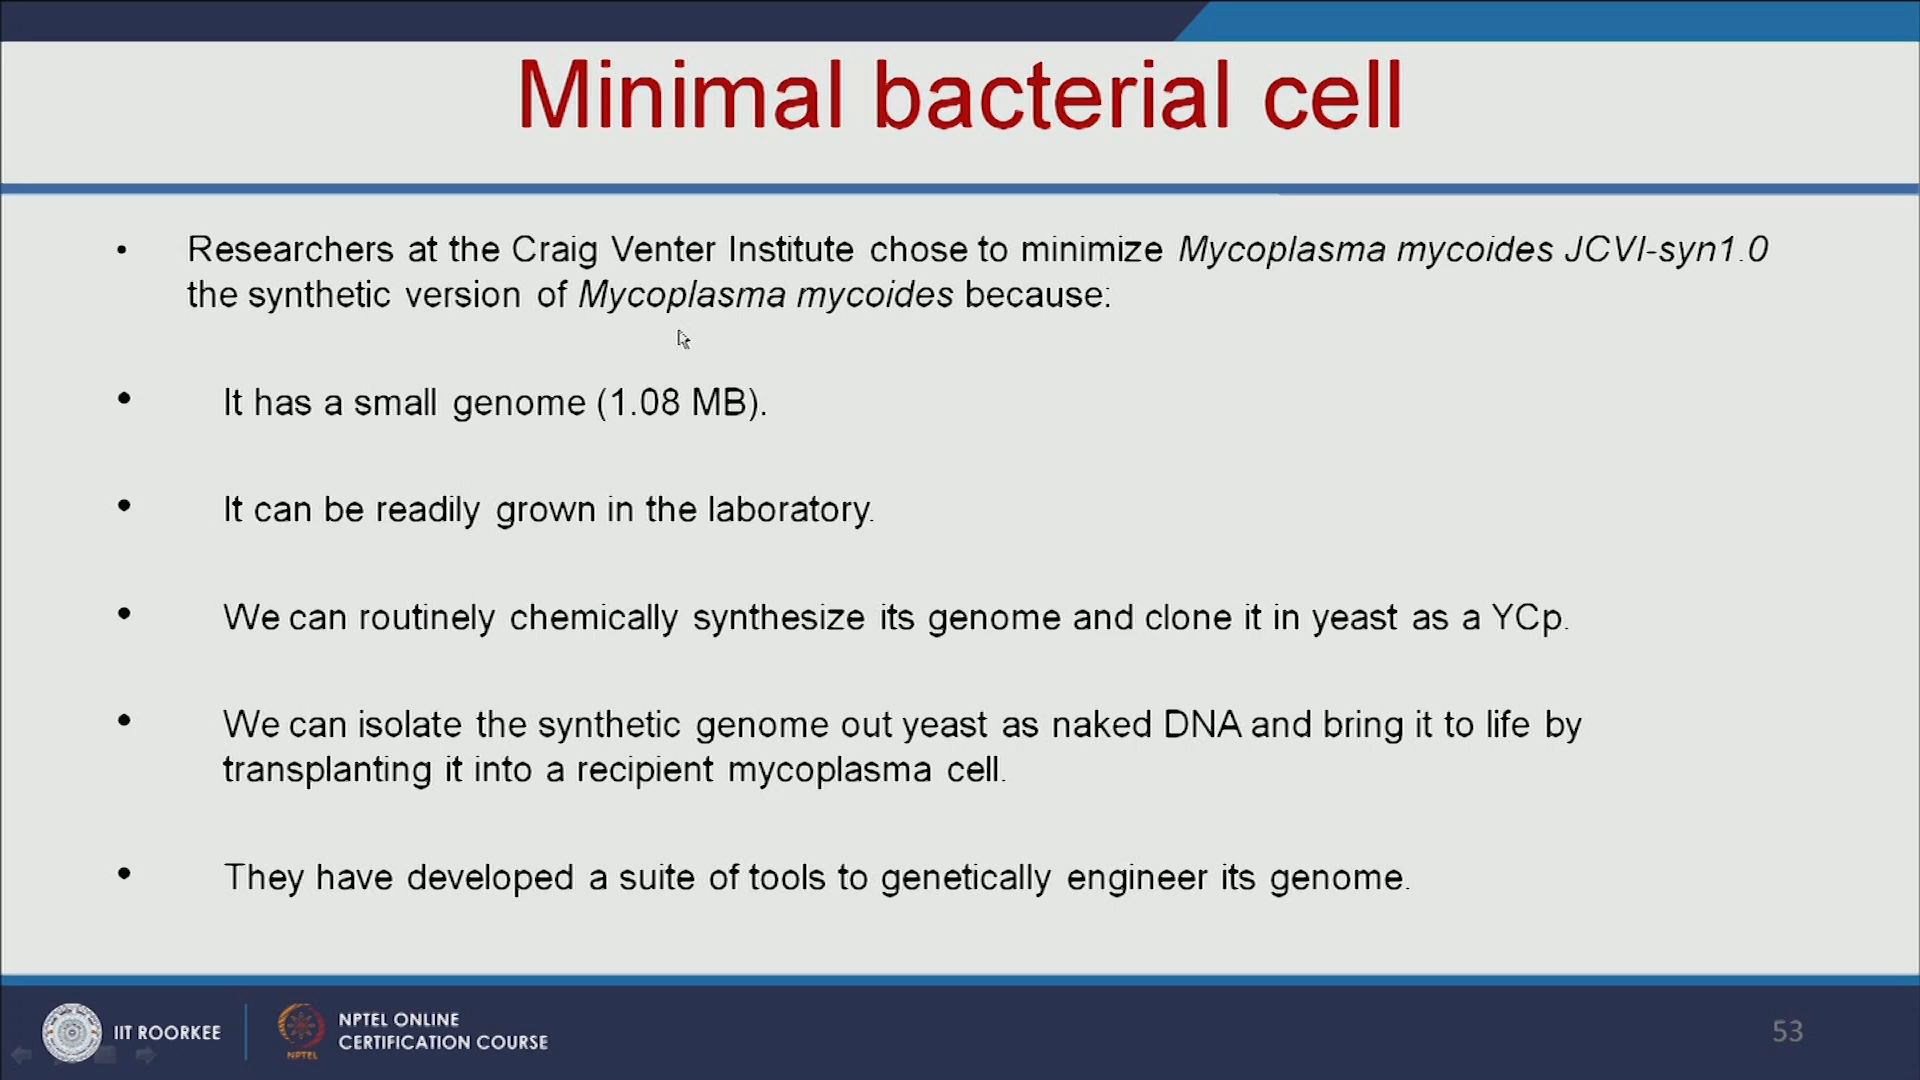 Minimal bacterial cell
• Researchers at the Craig Venter Institute chose to minimize Mycoplasma mycoides JCVI-syn1.0
the synthetic version of Mycoplasma mycoides because:
• It has a small genome (1.08 MB).
• It can be readily grown in the laboratory.
• We can routinely chemically synthesize its genome and clone it in yeast as a YCp.
• We can isolate the synthetic genome out yeast as naked DNA and bring it to life by
transplanting it into a recipient mycoplasma cell.
• They have developed a suite of tools to genetically engineer its genome.
IIT ROORKEE
NPTEL
NPTEL ONLINE
CERTIFICATION COURSE
53